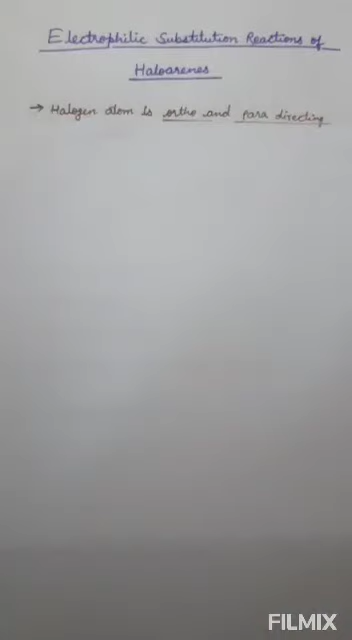 Electrophilic Substitution Reactions of
Haloarenes
→ Halogen atom is ortho and para directing
FILMIX